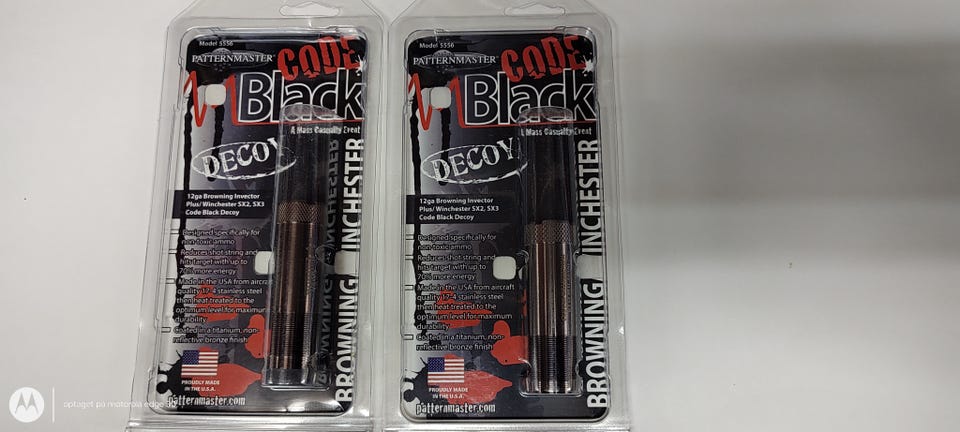 Model 5556
PATTERNMASTER
CODE
Black
A Mass Casualty Event
DECOY
12ga Browning Invector
Plus/ Winchester SX2, SX3
Code Black Decoy
Designed specifically for
non-toxic ammo
Reduces shot string and
hits target with up to
70% more energy
Made in the USA from aircraft
quality 17-4 stainless steel
then heat treated to the
optimum level for maximum
durability
Coated in a titanium, non-
reflective bronze finish
PROUDLY MADE
IN THE U.S.A.
patternmaster.com
BROWNING / INCHESTER
Model 5556
PATTERNMASTER
CODE
Black
A Mass Casualty Event
DECOY
12ga Browning Invector
Plus/ Winchester SX2, SX3
Code Black Decoy
Designed specifically for
non-toxic ammo
Reduces shot string and
hits target with up to
70% more energy
Made in the USA from aircraft
quality 17-4 stainless steel
then heat treated to the
optimum level for maximum
durability
Coated in a titanium, non-
reflective bronze finish
PROUDLY MADE
IN THE U.S.A.
patternmaster.com
BROWNING / INCHESTER
optaget på motorola edge